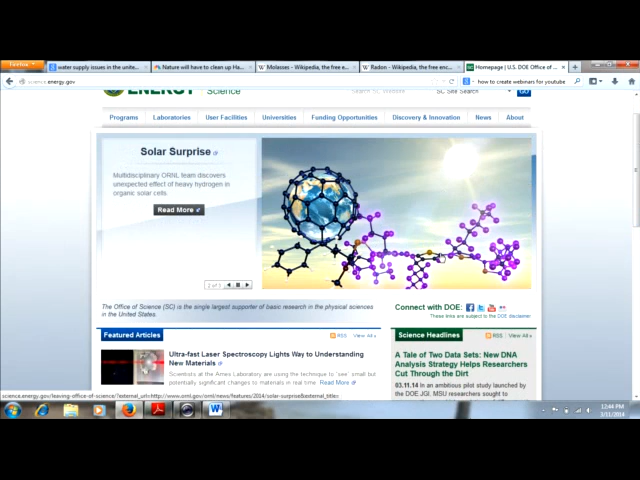 Firefox
water supply issues in the unite...
Nature will have to clean up Ha...
Molasses - Wikipedia, the free e...
Radon - Wikipedia, the free enc...
Homepage | U.S. DOE Office of ...
science.energy.gov
how to create webinars for youtube
ENERGY Science
Search SC Website
SC Site Search
GO
Programs
Laboratories
User Facilities
Universities
Funding Opportunities
Discovery & Innovation
News
About
Solar Surprise
Multidisciplinary ORNL team discovers
unexpected effect of heavy hydrogen in
organic solar cells.
Read More
The Office of Science (SC) is the single largest supporter of basic research in the physical sciences
in the United States.
Connect with DOE:
These links are subject to the DOE disclaimer.
Featured Articles
RSS
View All
Ultra-fast Laser Spectroscopy Lights Way to Understanding
New Materials
Scientists at the Ames Laboratory are using the technique to 'see' small but
potentially significant changes to materials in real time. Read More
Science Headlines
RSS
View All
A Tale of Two Data Sets: New DNA
Analysis Strategy Helps Researchers
Cut Through the Dirt
03.11.14 In an ambitious pilot study launched by
the DOE JGI, MSU researchers sought to
science.energy.gov/leaving-office-of-science/?external_url=http://www.ornl.gov/ornl/news/features/2014/solar-surprise&external_title=
12:44 PM
3/11/2014